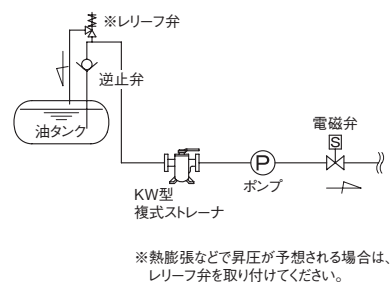 ※レリーフ弁
逆止弁
油タンク
電磁弁
S
P
ポンプ
KW型
複式ストレーナ
※熱膨張などで昇圧が予想される場合は、
レリーフ弁を取り付けてください。